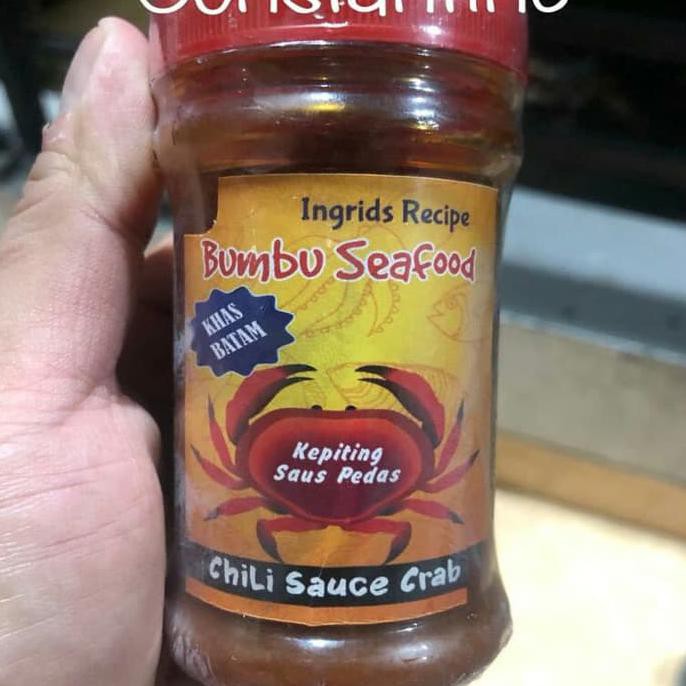 Ingrids Recipe
Bumbu Seafood
KHAS
BATAM
Kepiting
Saus Pedas
Chili Sauce Crab